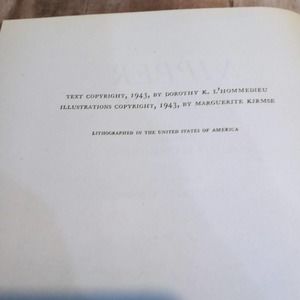 TEXT COPYRIGHT, 1943, BY DOROTHY K. L'HOMMEDIEU
ILLUSTRATIONS COPYRIGHT, 1943, BY MARGUERITE KIRMSE
LITHOGRAPHED IN THE UNITED STATES OF AMERICA